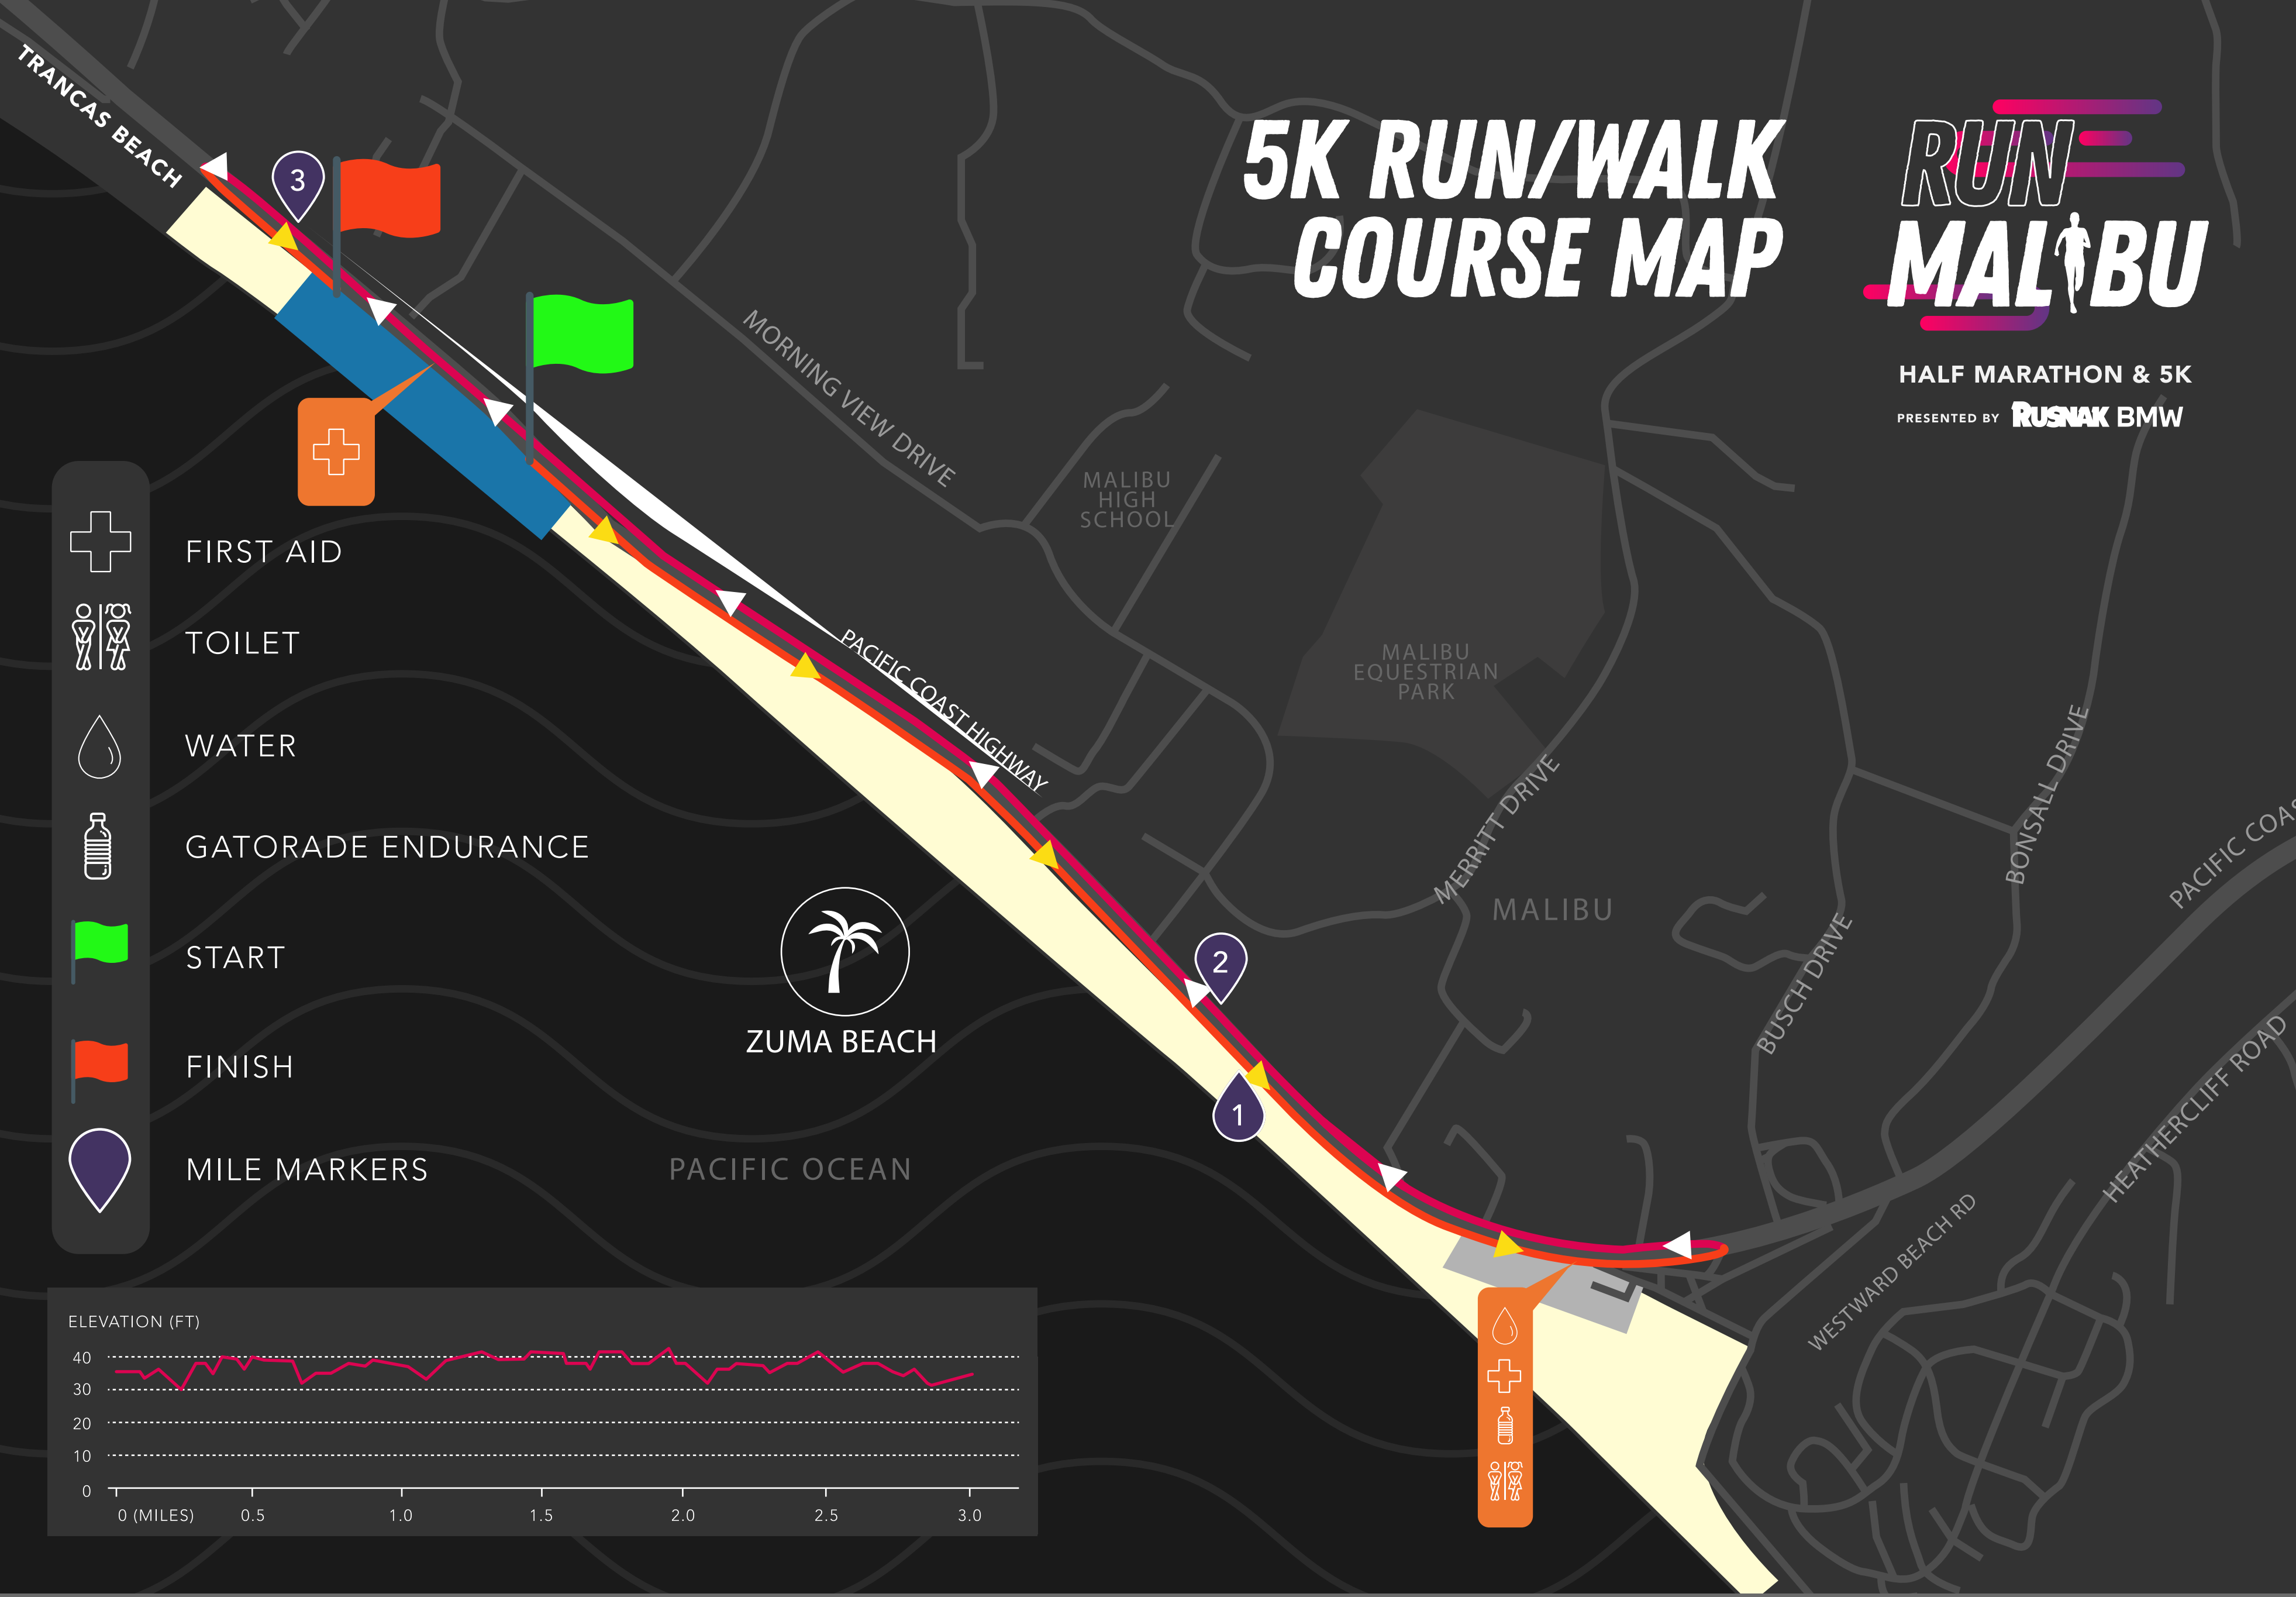 TRANCAS BEACH
3
5K RUN/WALK
COURSE MAP
RUN
MALIBU
HALF MARATHON & 5K
PRESENTED BY RUSNAK BMW
MORNING VIEW DRIVE
MALIBU
HIGH
SCHOOL
MALIBU
EQUESTRIAN
PARK
PACIFIC COAST HIGHWAY
MERRITT DRIVE
MALIBU
BUSCH DRIVE
BONSALL DRIVE
PACIFIC COAS
HEATHERCLIFF ROAD
WESTWARD BEACH RD
2
1
ZUMA BEACH
PACIFIC OCEAN
FIRST AID
TOILET
WATER
GATORADE ENDURANCE
START
FINISH
MILE MARKERS
ELEVATION (FT)
40
30
20
10
0
0 (MILES) 0.5 1.0 1.5 2.0 2.5 3.0